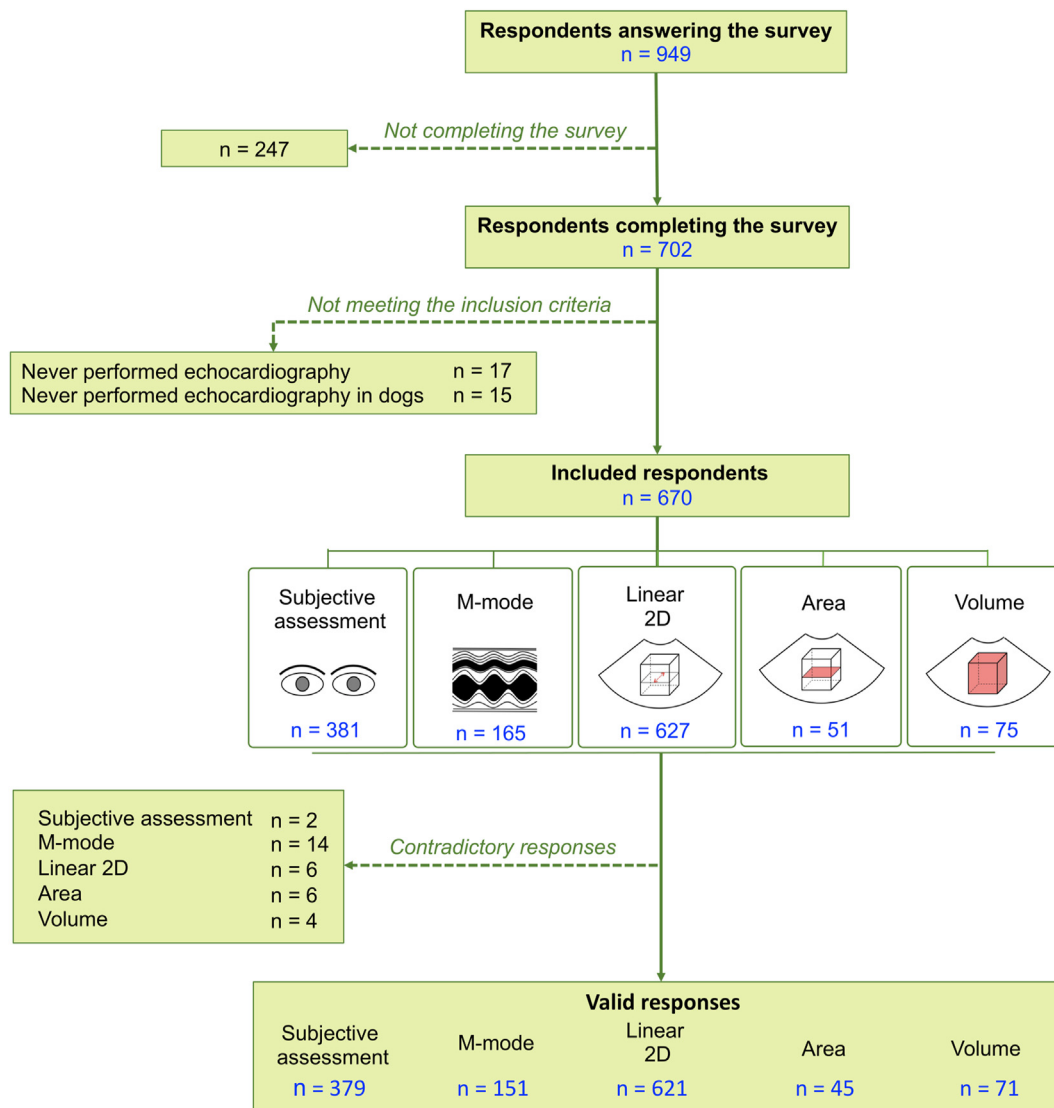 Respondents answering the survey
n = 949
Not completing the survey
n = 247
Respondents completing the survey
n = 702
Not meeting the inclusion criteria
Never performed echocardiography n = 17
Never performed echocardiography in dogs n = 15
Included respondents
n = 670
Subjective
assessment
n = 381
M-mode
n = 165
Linear
2D
n = 627
Area
n = 51
Volume
n = 75
Contradictory responses
Subjective assessment n = 2
M-mode n = 14
Linear 2D n = 6
Area n = 6
Volume n = 4
Valid responses
Subjective
assessment
n = 379
M-mode
n = 151
Linear
2D
n = 621
Area
n = 45
Volume
n = 71